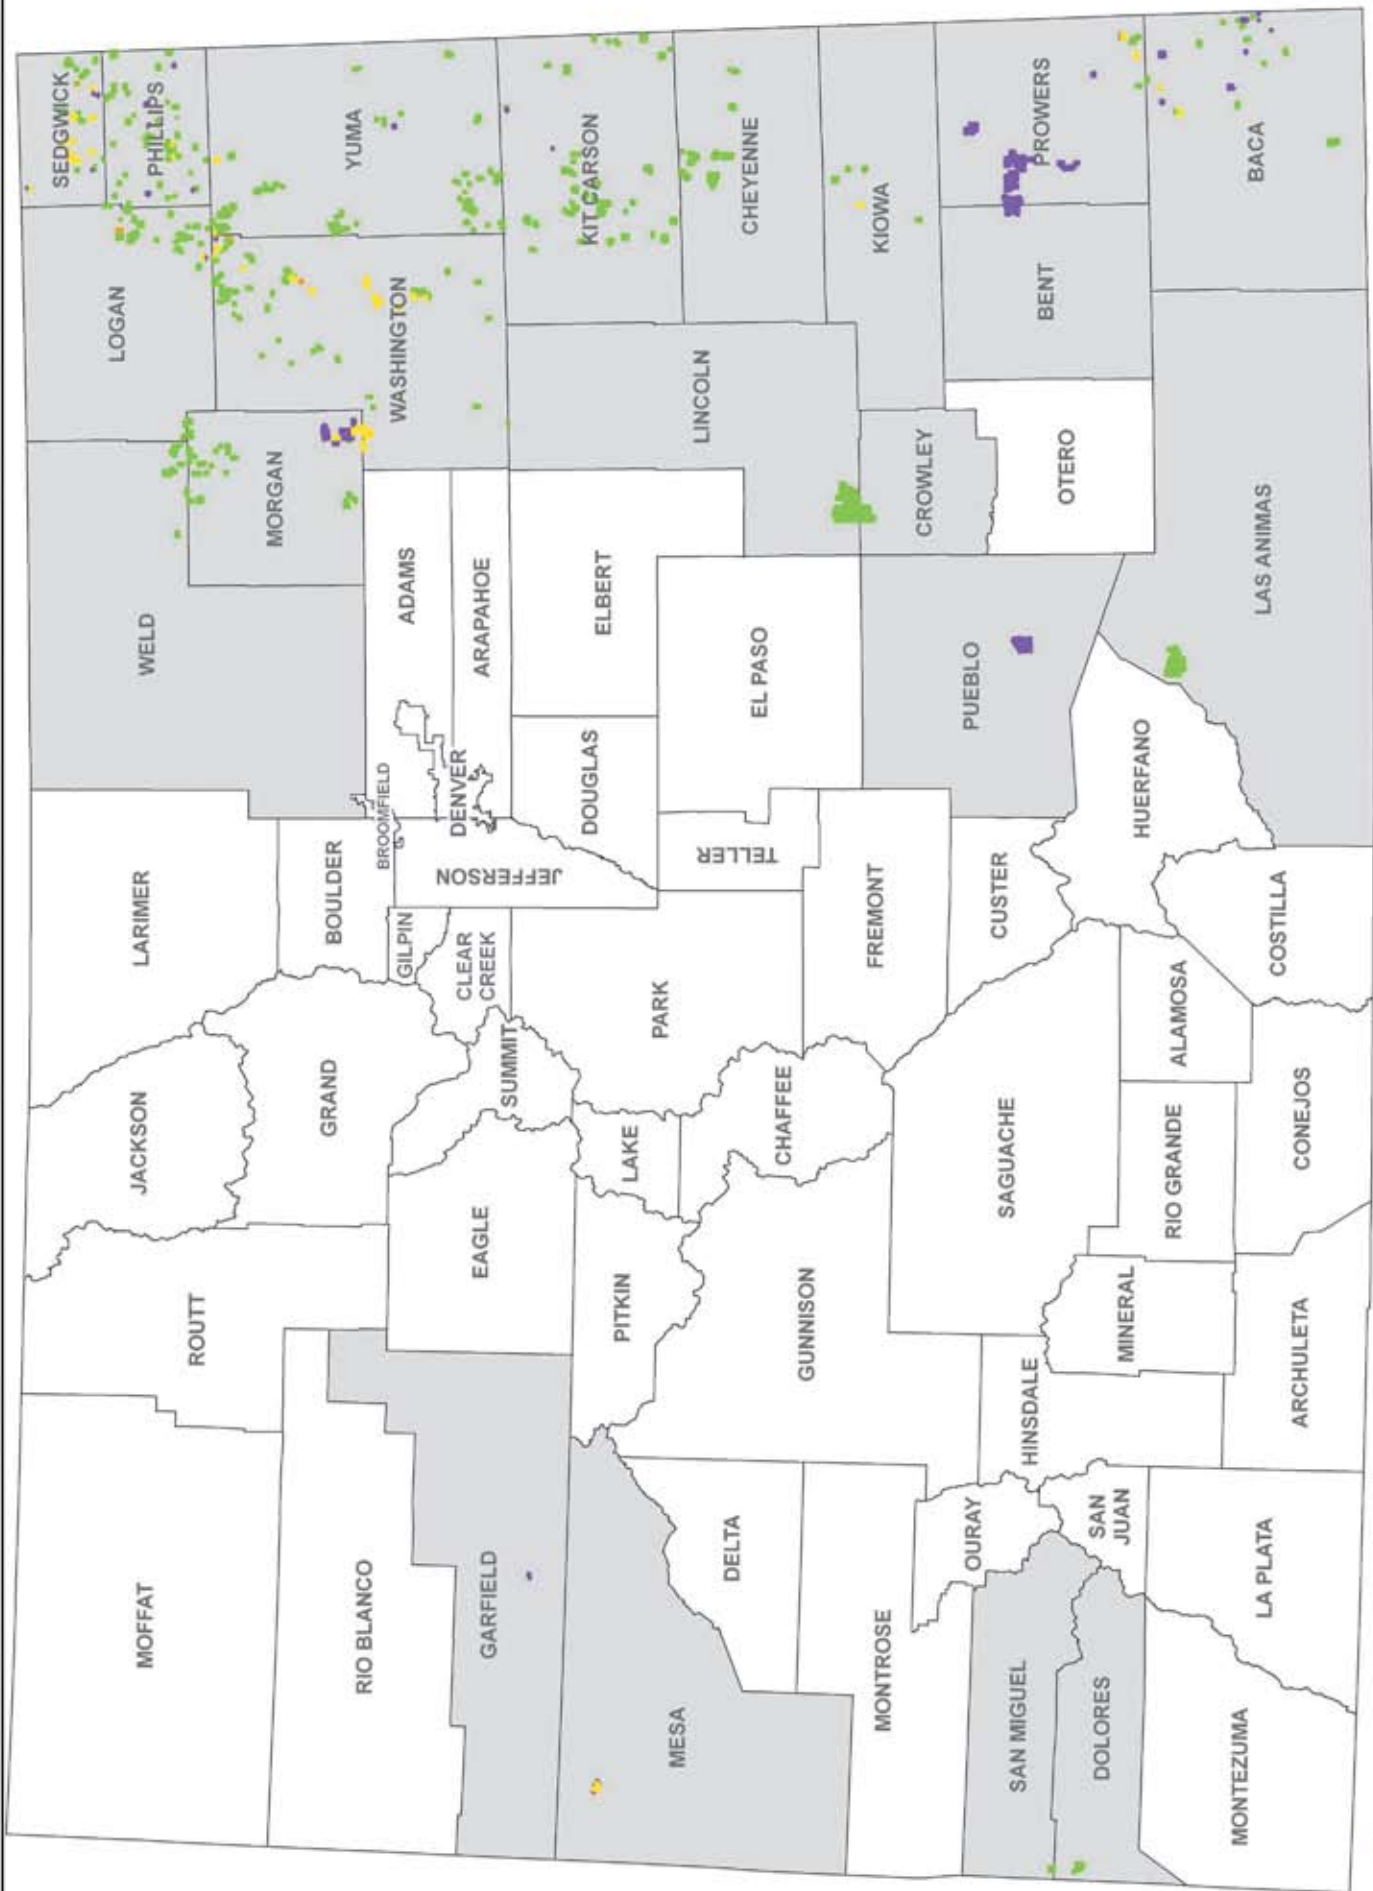 MOFFAT
ROUTT
JACKSON
LARIMER
WELD
LOGAN
SEDGWICK
PHILLIPS
RIO BLANCO
GRAND
BOULDER
MORGAN
WASHINGTON
YUMA
GARFIELD
EAGLE
SUMMIT
GILPIN
CLEAR
CREEK
BROOMFIELD
JEFFERSON
DENVER
ADAMS
ARAPAHOE
MESA
PITKIN
LAKE
PARK
DOUGLAS
ELBERT
LINCOLN
KIT CARSON
DELTA
GUNNISON
CHAFFEE
TELLER
EL PASO
CHEYENNE
MONTROSE
OURAY
FREMONT
KIOWA
CROWLEY
SAN MIGUEL
HINSDALE
SAGUACHE
CUSTER
PUEBLO
OTERO
BENT
PROWERS
DOLORES
SAN
JUAN
MINERAL
RIO GRANDE
ALAMOSA
HUERFANO
MONTEZUMA
LA PLATA
ARCHULETA
CONEJOS
COSTILLA
LAS ANIMAS
BACA